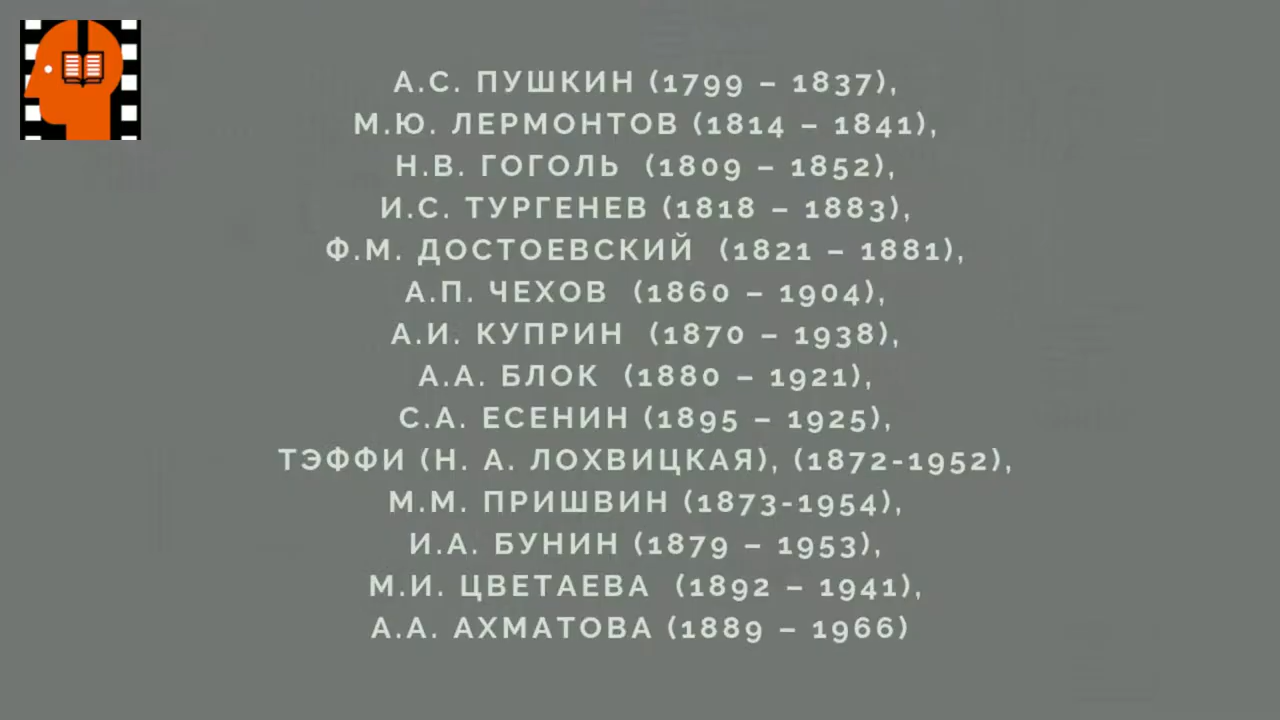 А.С. ПУШКИН (1799 – 1837),
М.Ю. ЛЕРМОНТОВ (1814 – 1841),
Н.В. ГОГОЛЬ (1809 – 1852),
И.С. ТУРГЕНЕВ (1818 – 1883),
Ф.М. ДОСТОЕВСКИЙ (1821 – 1881),
А.П. ЧЕХОВ (1860 – 1904),
А.И. КУПРИН (1870 – 1938),
А.А. БЛОК (1880 – 1921),
С.А. ЕСЕНИН (1895 – 1925),
ТЭФФИ (Н. А. ЛОХВИЦКАЯ), (1872-1952),
М.М. ПРИШВИН (1873-1954),
И.А. БУНИН (1879 – 1953),
М.И. ЦВЕТАЕВА (1892 – 1941),
А.А. АХМАТОВА (1889 – 1966)